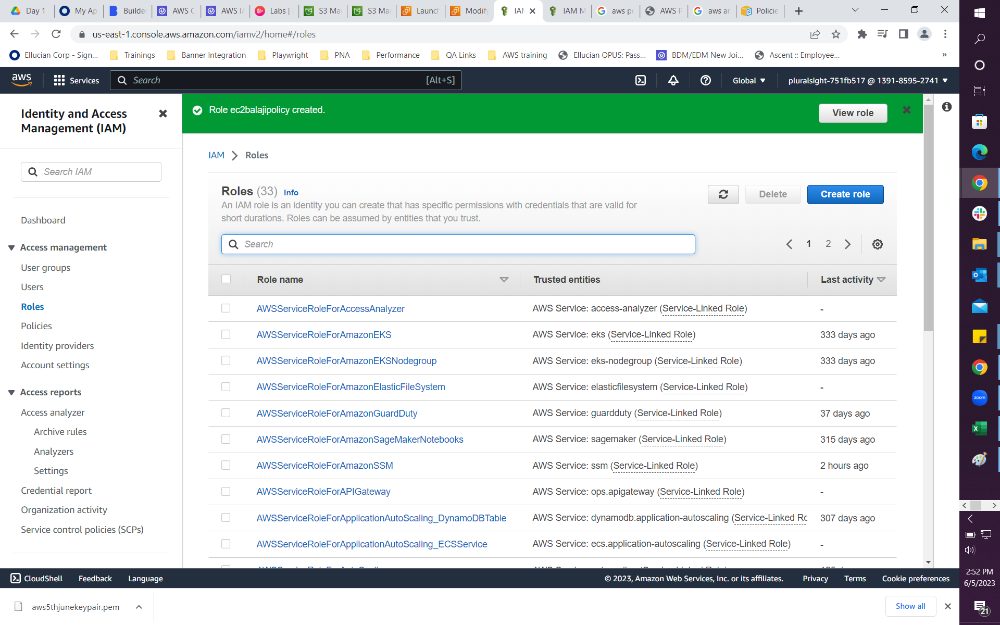 Day 1
My Ap
Builde
AWS C
AWS IA
Labs |
S3 Ma
S3 Ma
Launc
Modify
IAM
IAM M
aws po
AWS P
aws ar
Policie
us-east-1.console.aws.amazon.com/iamv2/home#/roles
Ellucian Corp - Sign...
Trainings
Banner Integration
Playwright
PNA
Performance
QA Links
AWS training
Ellucian OPUS: Pass...
BDM/EDM New Joi...
Ascent :: Employee...
»
aws
Services
Search
[Alt+S]
Global
pluralsight-751fb517 @ 1391-8595-2741
Identity and Access
Management (IAM)
Search IAM
Dashboard
Access management
User groups
Users
Roles
Policies
Identity providers
Account settings
Access reports
Access analyzer
Archive rules
Analyzers
Settings
Credential report
Organization activity
Service control policies (SCPs)
Role ec2balajipolicy created.
View role
IAM
Roles
Roles (33) Info
An IAM role is an identity you can create that has specific permissions with credentials that are valid for
short durations. Roles can be assumed by entities that you trust.
Delete
Create role
Search
1
2
Role name
Trusted entities
Last activity
AWSServiceRoleForAccessAnalyzer
AWS Service: access-analyzer (Service-Linked Role)
-
AWSServiceRoleForAmazonEKS
AWS Service: eks (Service-Linked Role)
333 days ago
AWSServiceRoleForAmazonEKSNodegroup
AWS Service: eks-nodegroup (Service-Linked Role)
333 days ago
AWSServiceRoleForAmazonElasticFileSystem
AWS Service: elasticfilesystem (Service-Linked Role)
-
AWSServiceRoleForAmazonGuardDuty
AWS Service: guardduty (Service-Linked Role)
37 days ago
AWSServiceRoleForAmazonSageMakerNotebooks
AWS Service: sagemaker (Service-Linked Role)
315 days ago
AWSServiceRoleForAmazonSSM
AWS Service: ssm (Service-Linked Role)
2 hours ago
AWSServiceRoleForAPIGateway
AWS Service: ops.apigateway (Service-Linked Role)
-
AWSServiceRoleForApplicationAutoScaling_DynamoDBTable
AWS Service: dynamodb.application-autoscaling (Service-Linked Ro
307 days ago
AWSServiceRoleForApplicationAutoScaling_ECSService
AWS Service: ecs.application-autoscaling (Service-Linked Role)
-
CloudShell
Feedback
Language
© 2023, Amazon Web Services, Inc. or its affiliates.
Privacy
Terms
Cookie preferences
aws5thjunekeypair.pem
Show all
zoom
2:52 PM
6/5/2023
21